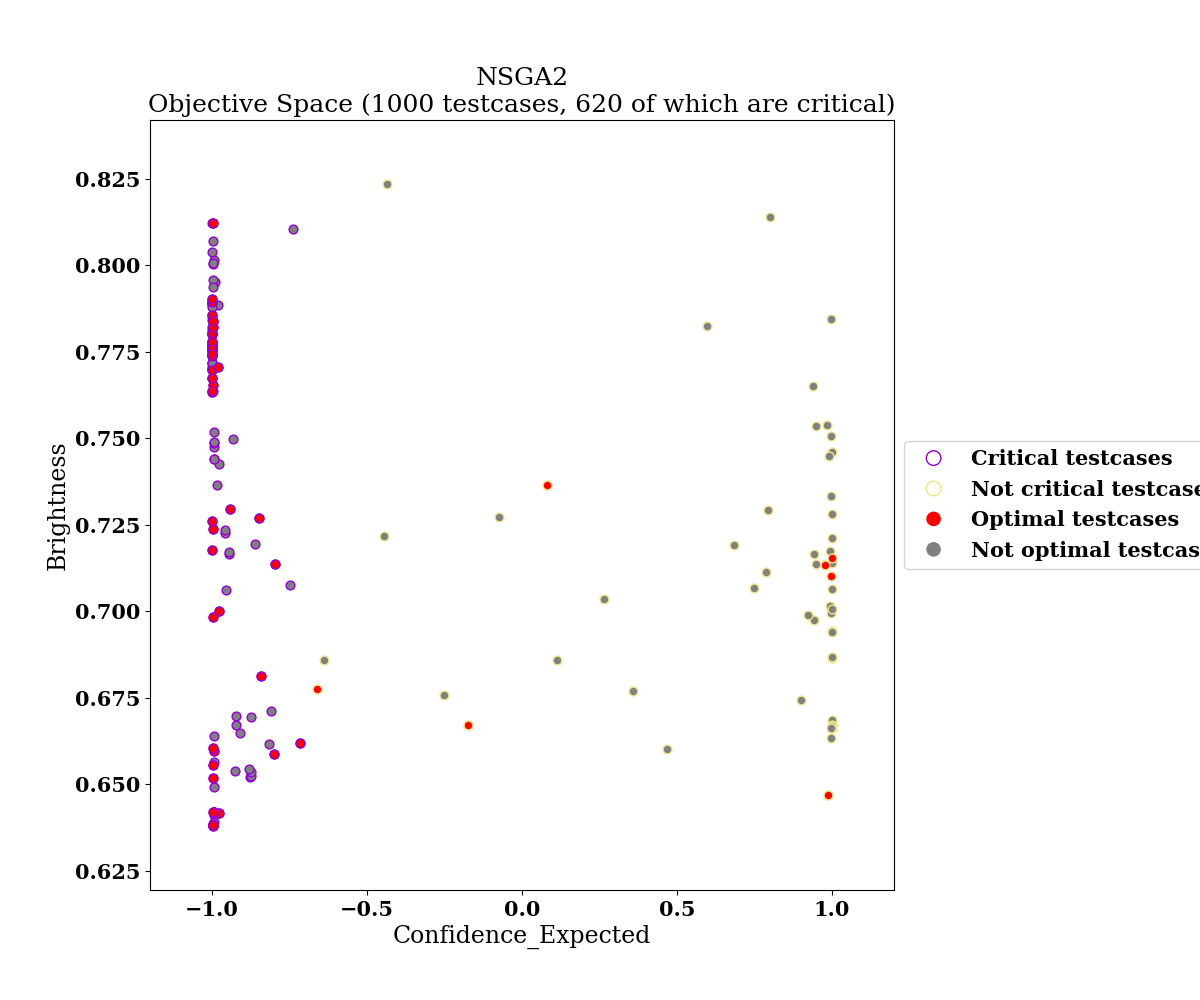 NSGA2
Objective Space (1000 testcases, 620 of which are critical)
0.825
0.800
0.775
0.750
0.725
0.700
0.675
0.650
0.625
Brightness
−1.0
−0.5
0.0
0.5
1.0
Confidence_Expected
Critical testcases
Not critical testcase
Optimal testcases
Not optimal testcas